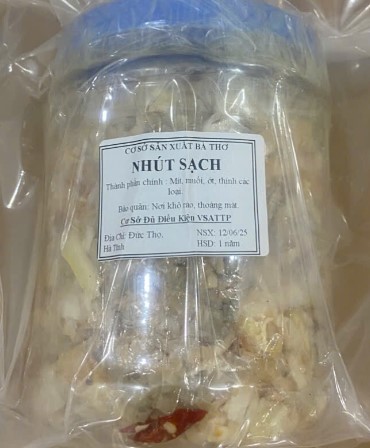 CƠ SỞ SẢN XUẤT BÀ THƠ
NHÚT SẠCH
Thành phần chính : Mít, muối, ớt, thính các
loại.
Bảo quản: Nơi khô ráo, thoáng mát.
Cơ Sở Đủ Điều Kiện VSATTP
Địa Chỉ: Đức Thọ, NSX: 12/06/25
Hà Tĩnh HSD: 1 năm